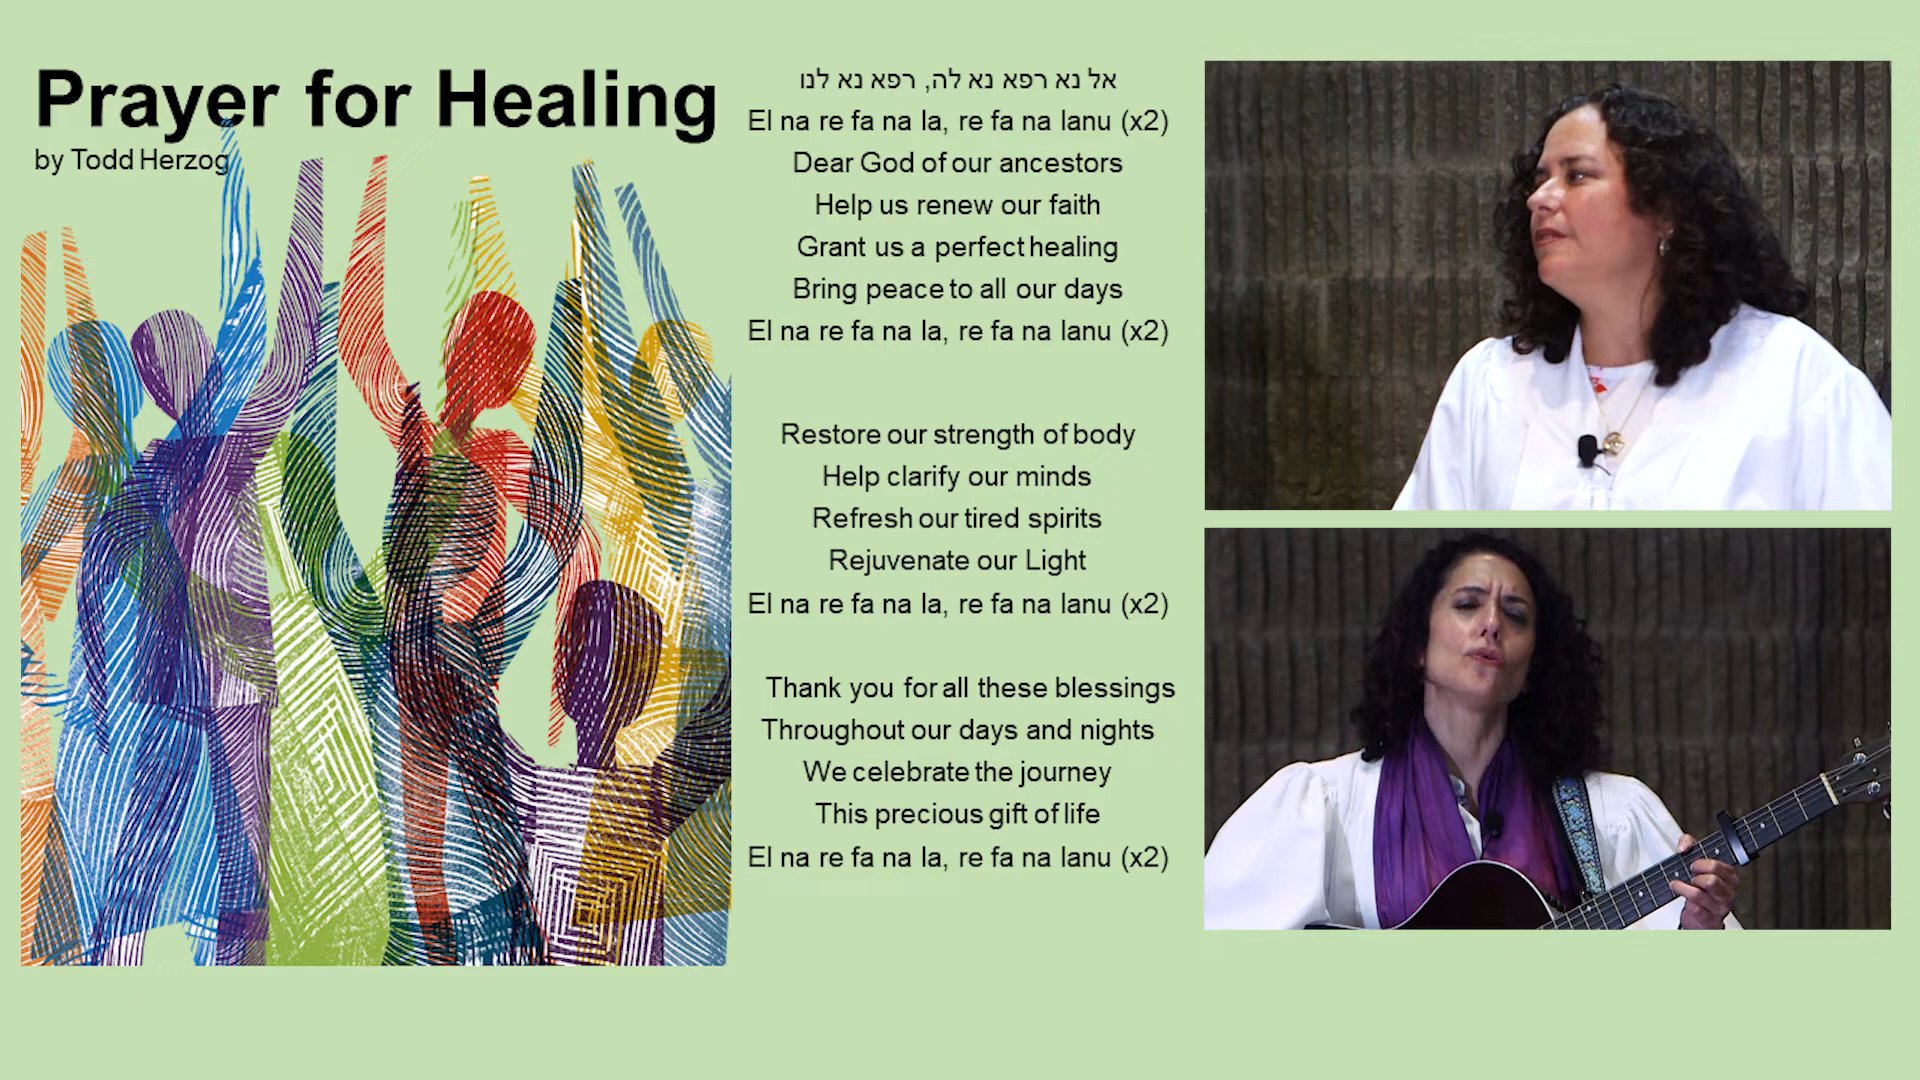 Prayer for Healing
by Todd Herzog
אל נא רפא נא לה, רפא נא לנו
El na re fa na la, re fa na lanu (x2)
Dear God of our ancestors
Help us renew our faith
Grant us a perfect healing
Bring peace to all our days
El na re fa na la, re fa na lanu (x2)
Restore our strength of body
Help clarify our minds
Refresh our tired spirits
Rejuvenate our Light
El na re fa na la, re fa na lanu (x2)
Thank you for all these blessings
Throughout our days and nights
We celebrate the journey
This precious gift of life
El na re fa na la, re fa na lanu (x2)